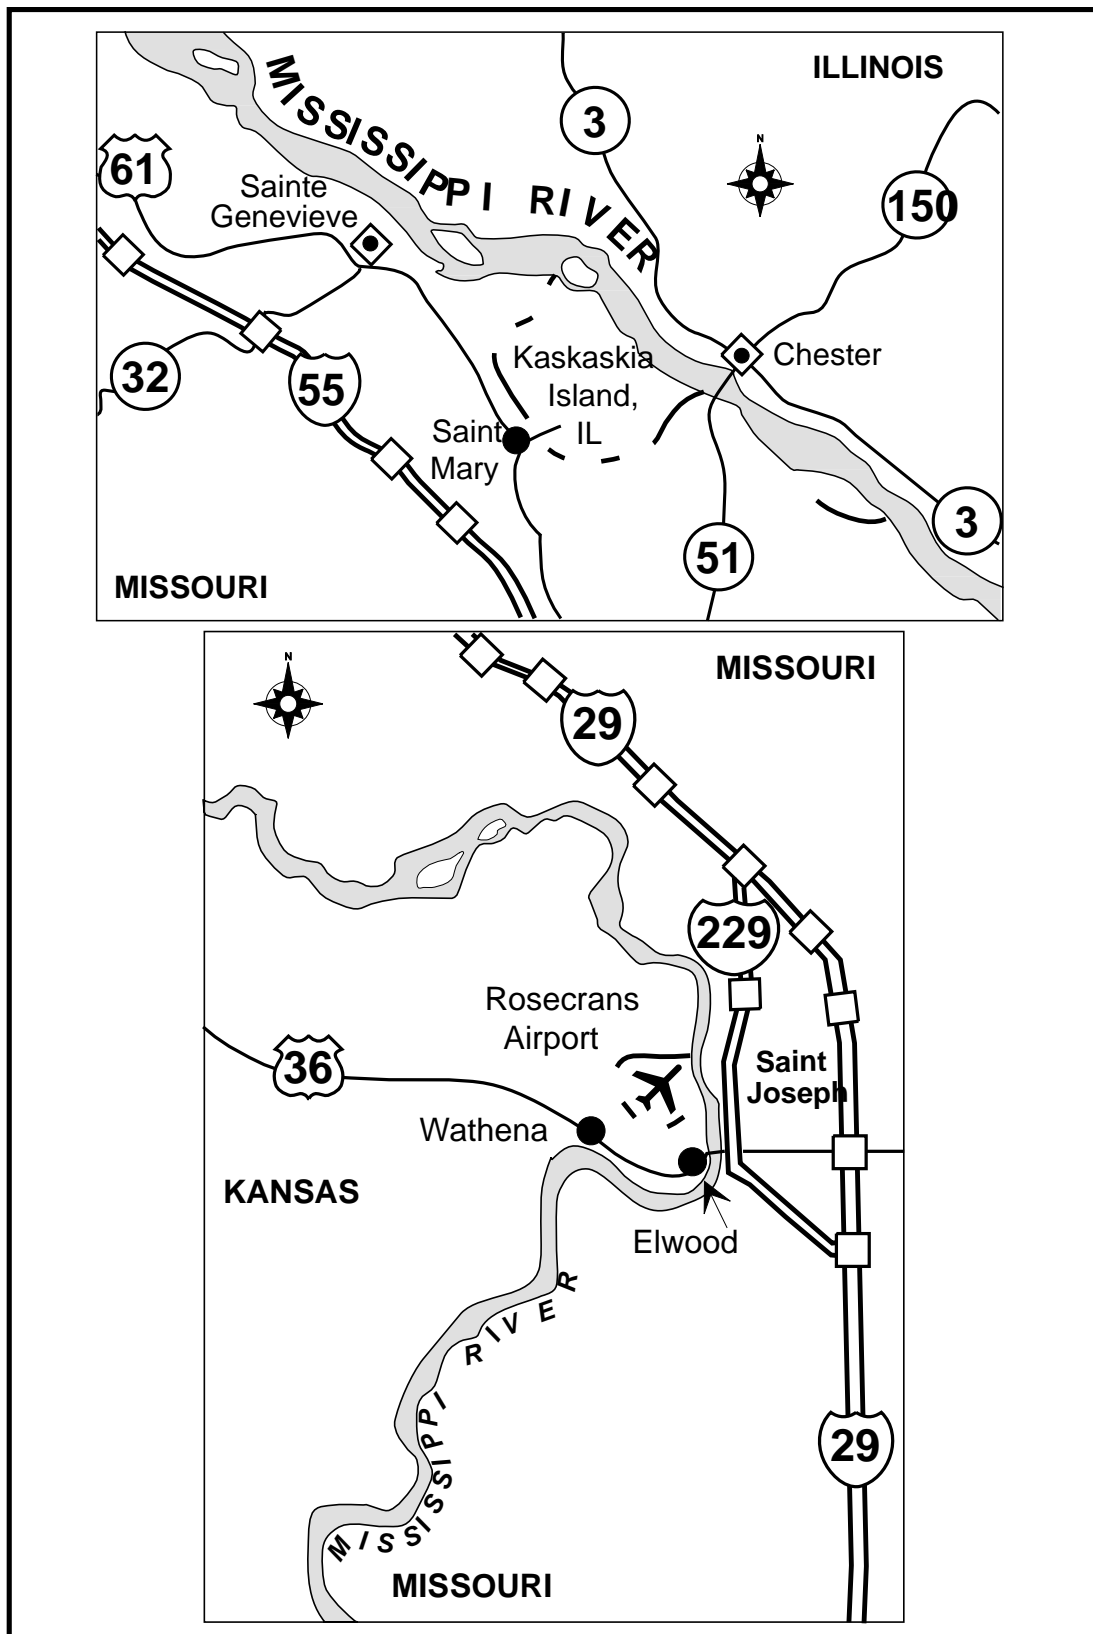 ILLINOIS
MISSISSIPPI RIVER
N
3
61
150
Sainte
Genevieve
Chester
Kaskaskia
Island,
IL
32
55
Saint
Mary
3
51
MISSOURI
N
MISSOURI
29
229
Rosecrans
Airport
36
Saint
Joseph
Wathena
KANSAS
Elwood
MISSISSIPPI RIVER
29
MISSOURI